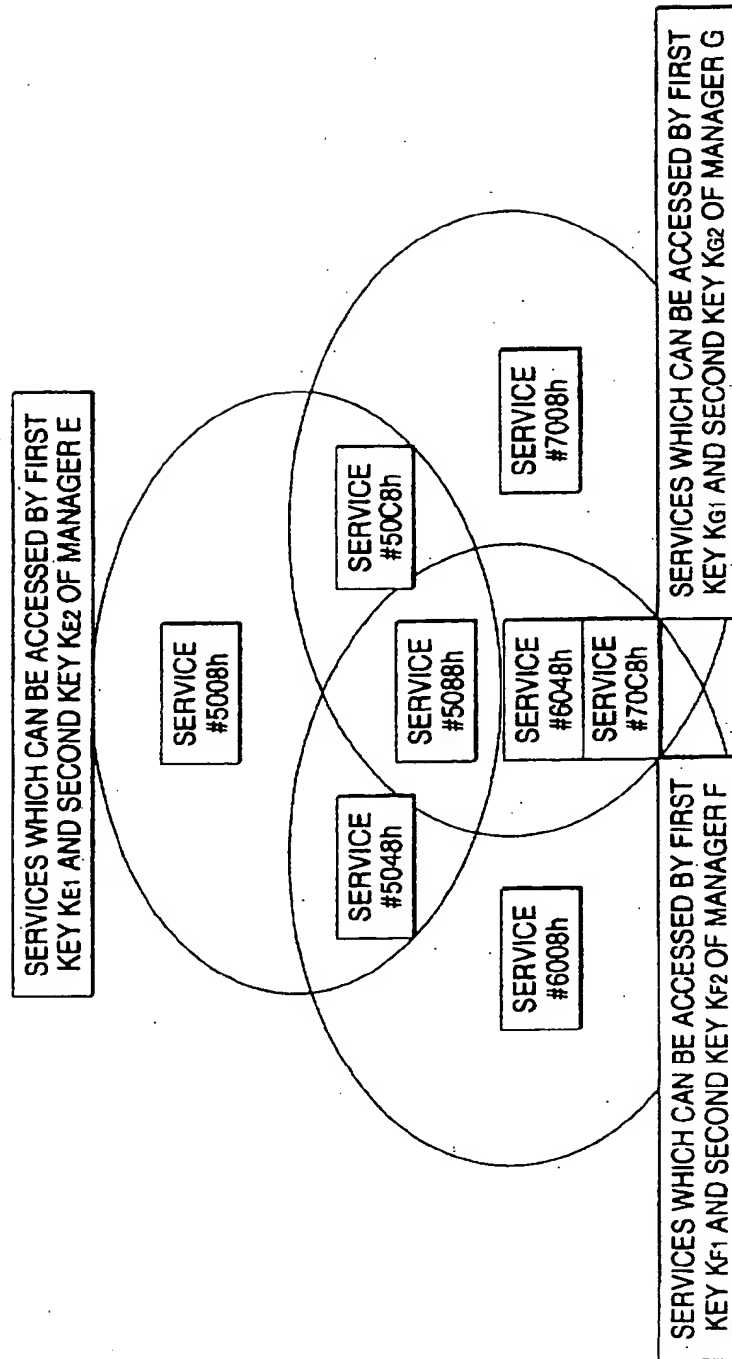 SERVICES WHICH CAN BE ACCESSED BY FIRST
KEY KE1 AND SECOND KEY KE2 OF MANAGER E
SERVICE
#5008h
SERVICE
#5048h
SERVICE
#50C8h
SERVICE
#5088h
SERVICE
#6008h
SERVICE
#6048h
SERVICE
#70C8h
SERVICE
#7008h
SERVICES WHICH CAN BE ACCESSED BY FIRST
KEY KF1 AND SECOND KEY KF2 OF MANAGER F
SERVICES WHICH CAN BE ACCESSED BY FIRST
KEY KG1 AND SECOND KEY KG2 OF MANAGER G